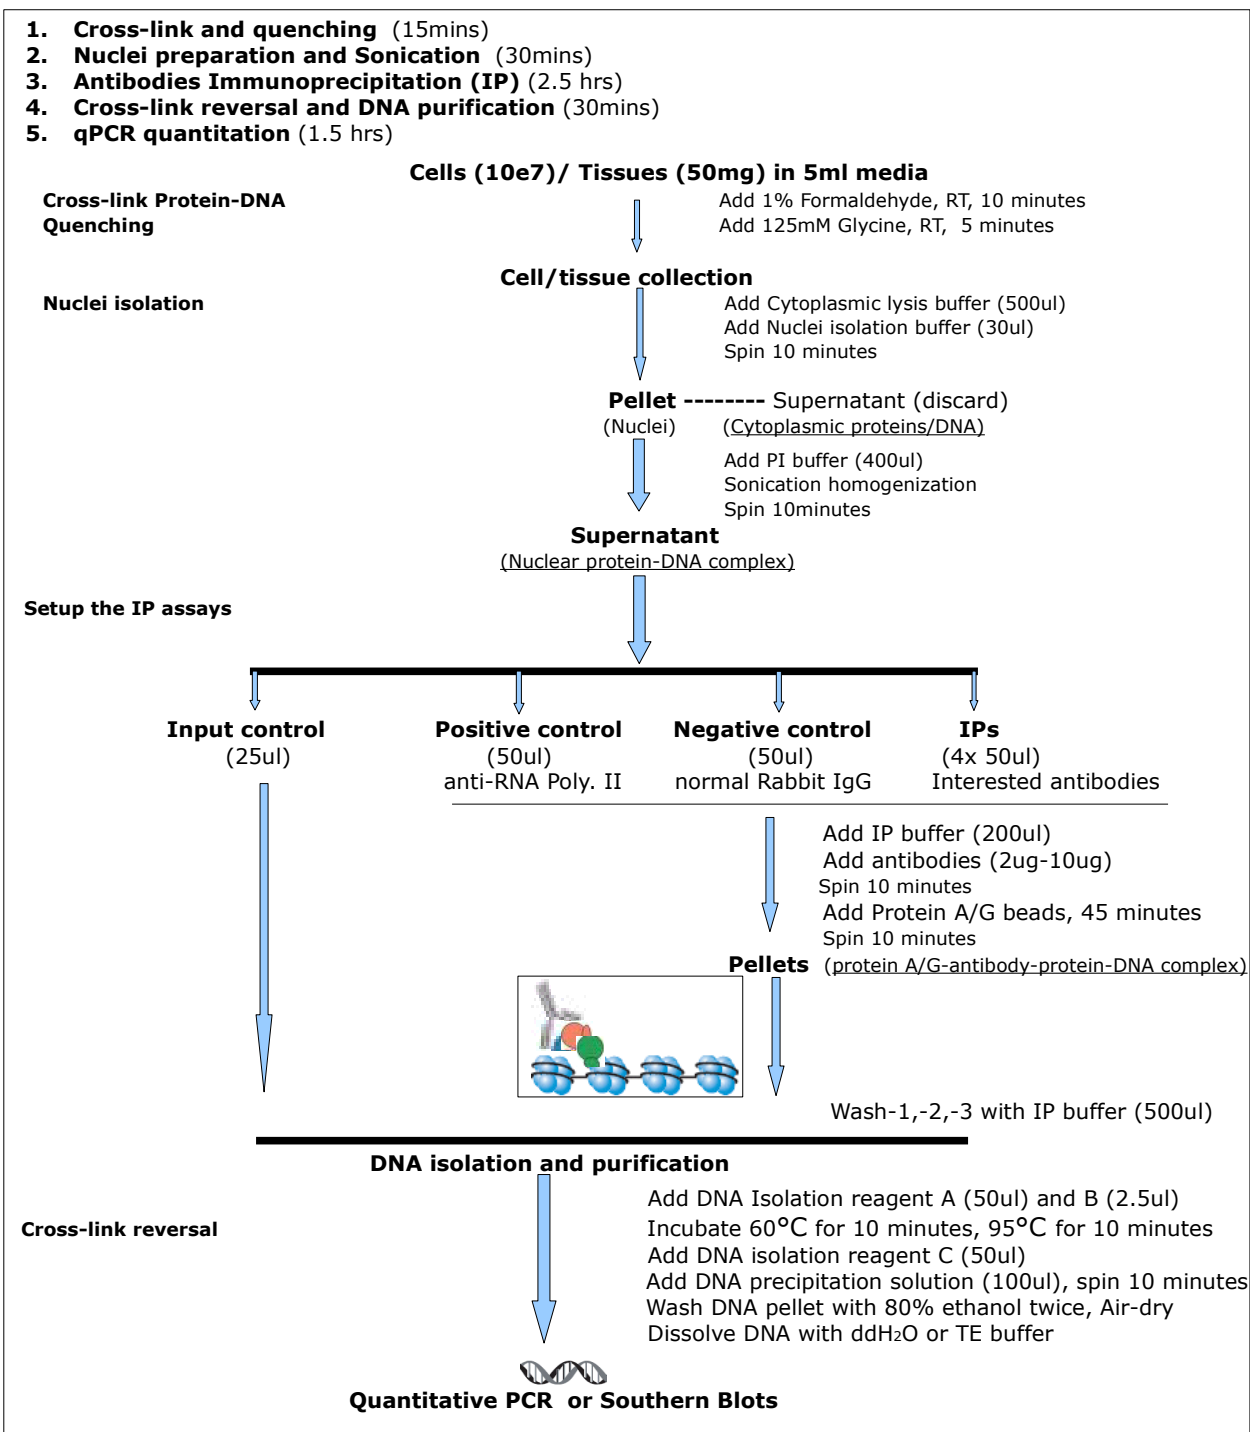 1. Cross-link and quenching (15mins)
2. Nuclei preparation and Sonication (30mins)
3. Antibodies Immunoprecipitation (IP) (2.5 hrs)
4. Cross-link reversal and DNA purification (30mins)
5. qPCR quantitation (1.5 hrs)
Cells (10e7)/ Tissues (50mg) in 5ml media
Cross-link Protein-DNA
Add 1% Formaldehyde, RT, 10 minutes
Quenching
Add 125mM Glycine, RT, 5 minutes
Cell/tissue collection
Nuclei isolation
Add Cytoplasmic lysis buffer (500ul)
Add Nuclei isolation buffer (30ul)
Spin 10 minutes
Pellet -------- Supernatant (discard)
(Nuclei) (Cytoplasmic proteins/DNA)
Add PI buffer (400ul)
Sonication homogenization
Spin 10minutes
Supernatant
(Nuclear protein-DNA complex)
Setup the IP assays
Input control
(25ul)
Positive control
(50ul)
anti-RNA Poly. II
Negative control
(50ul)
normal Rabbit IgG
IPs
(4x 50ul)
Interested antibodies
Add IP buffer (200ul)
Add antibodies (2ug-10ug)
Spin 10 minutes
Add Protein A/G beads, 45 minutes
Spin 10 minutes
Pellets (protein A/G-antibody-protein-DNA complex)
Wash-1,-2,-3 with IP buffer (500ul)
DNA isolation and purification
Add DNA Isolation reagent A (50ul) and B (2.5ul)
Cross-link reversal
Incubate 60°C for 10 minutes, 95°C for 10 minutes
Add DNA isolation reagent C (50ul)
Add DNA precipitation solution (100ul), spin 10 minutes
Wash DNA pellet with 80% ethanol twice, Air-dry
Dissolve DNA with ddH₂O or TE buffer
Quantitative PCR or Southern Blots